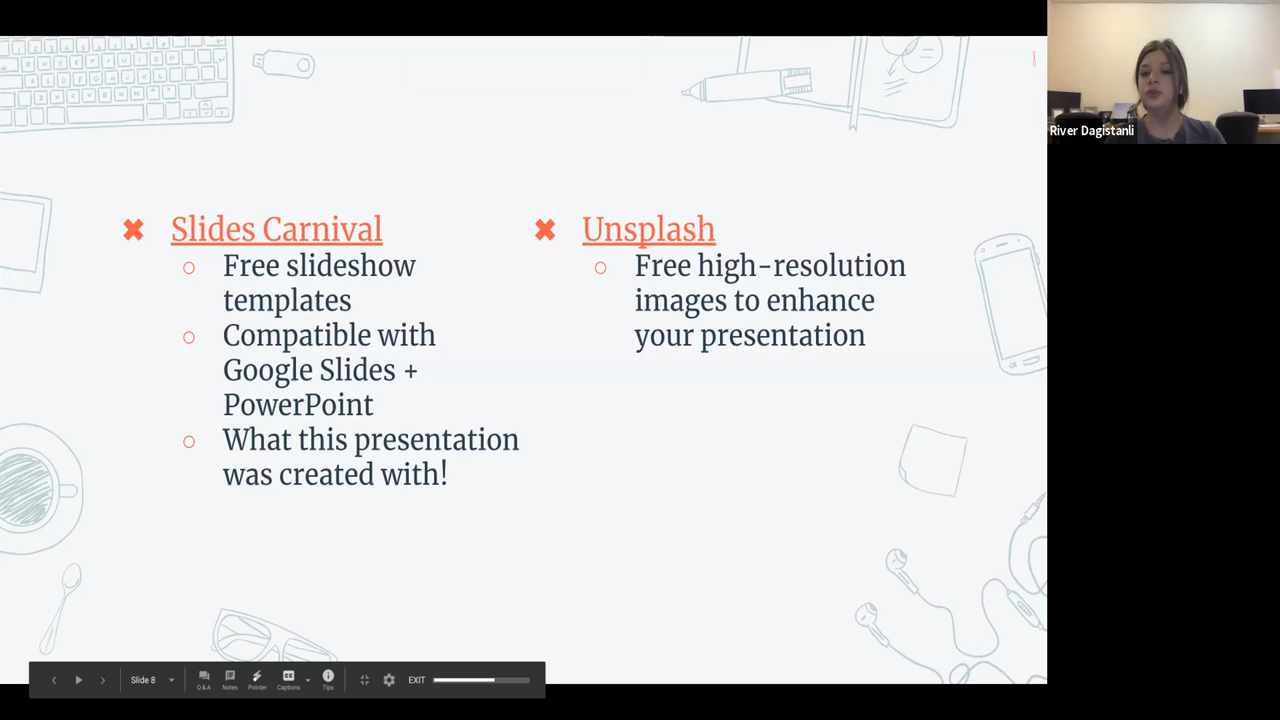 River Dagistanli
✖ Slides Carnival
○ Free slideshow
templates
○ Compatible with
Google Slides +
PowerPoint
○ What this presentation
was created with!
✖ Unsplash
○ Free high-resolution
images to enhance
your presentation
Slide 8
Q & A
Notes
Pointer
Captions
Tips
EXIT